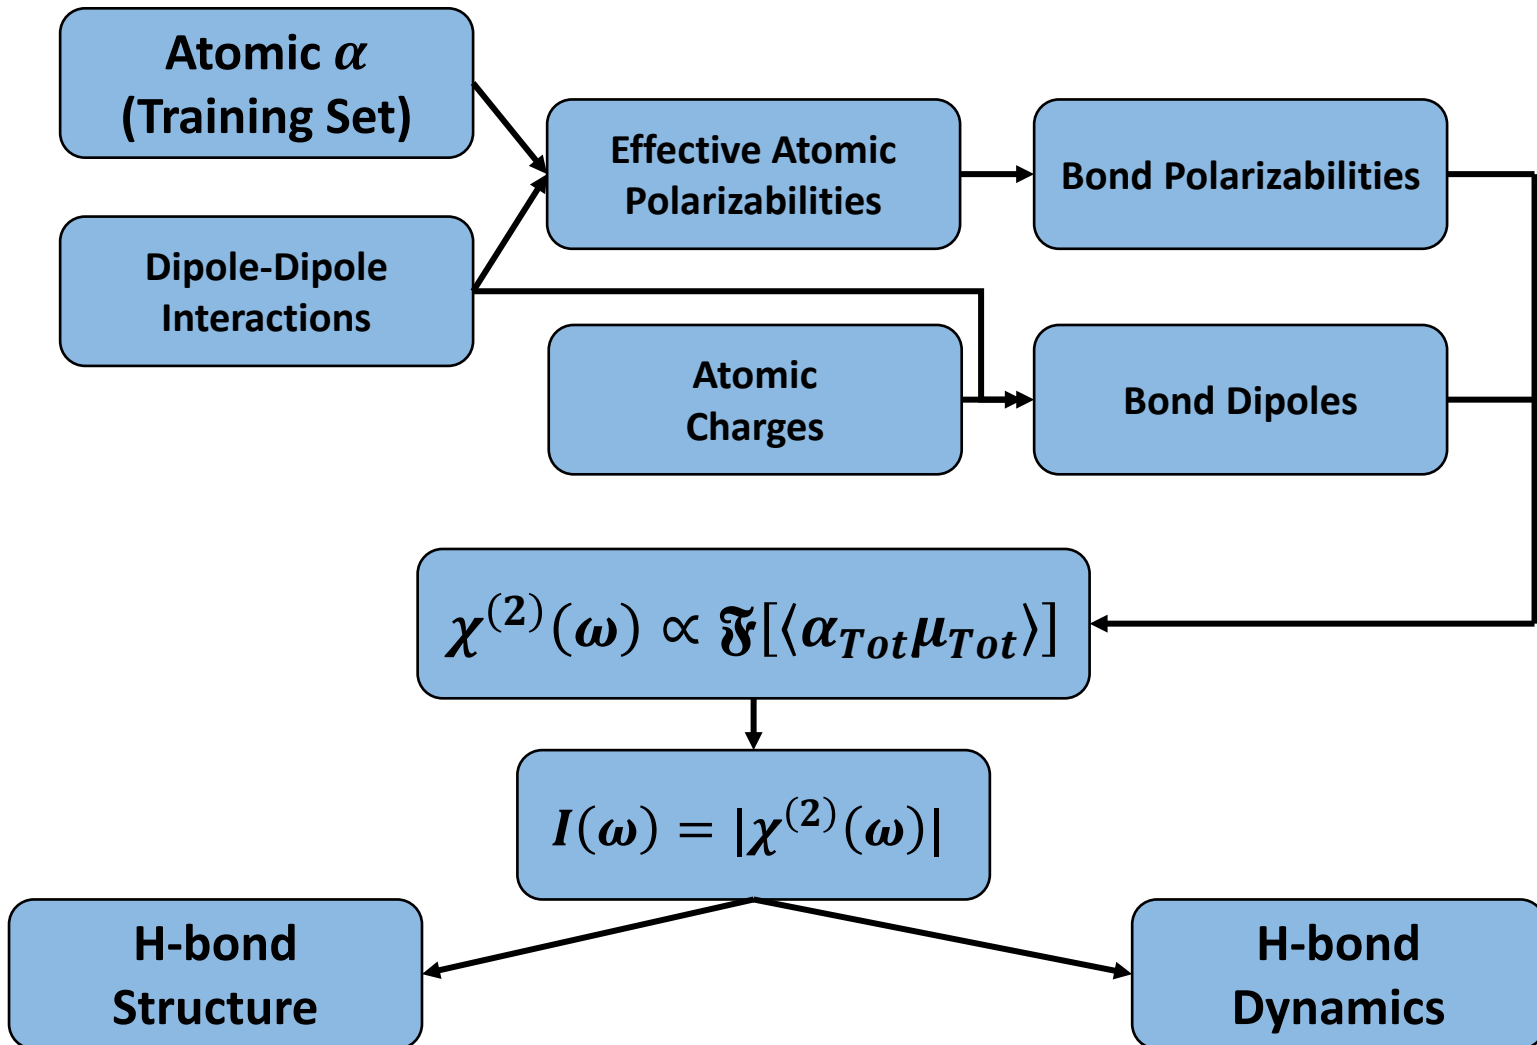 Atomic α
(Training Set)
Effective Atomic
Polarizabilities
Bond Polarizabilities
Dipole-Dipole
Interactions
Atomic
Charges
Bond Dipoles
χ⁽²⁾(ω) ∝ 𝕱[⟨α_Tot μ_Tot⟩]
I(ω) = |χ⁽²⁾(ω)|
H-bond
Structure
H-bond
Dynamics